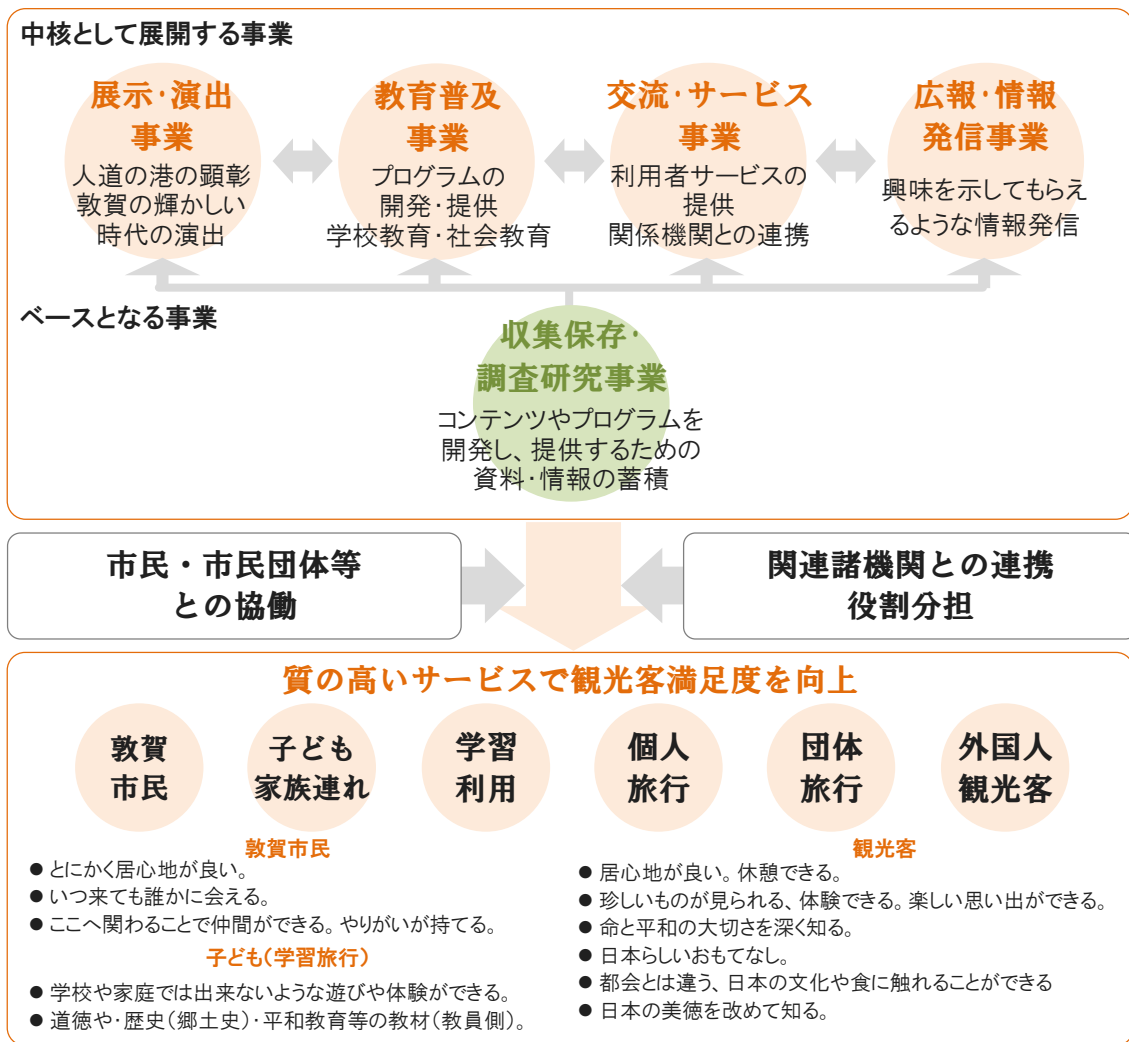 中核として展開する事業
展示・演出
事業
人道の港の顕彰
敦賀の輝かしい
時代の演出
教育普及
事業
プログラムの
開発・提供
学校教育・社会教育
交流・サービス
事業
利用者サービスの
提供
関係機関との連携
広報・情報
発信事業
興味を示してもらえ
るような情報発信
ベースとなる事業
収集保存・
調査研究事業
コンテンツやプログラムを
開発し、提供するための
資料・情報の蓄積
市民・市民団体等
との協働
関連諸機関との連携
役割分担
質の高いサービスで観光客満足度を向上
敦賀
市民
子ども
家族連れ
学習
利用
個人
旅行
団体
旅行
外国人
観光客
敦賀市民
● とにかく居心地が良い。
● いつ来ても誰かに会える。
● ここへ関わることで仲間ができる。やりがいが持てる。
子ども(学習旅行)
● 学校や家庭では出来ないような遊びや体験ができる。
● 道徳や・歴史(郷土史)・平和教育等の教材(教員側)。
観光客
● 居心地が良い。休憩できる。
● 珍しいものが見られる、体験できる。楽しい思い出ができる。
● 命と平和の大切さを深く知る。
● 日本らしいおもてなし。
● 都会とは違う、日本の文化や食に触れることができる
● 日本の美徳を改めて知る。